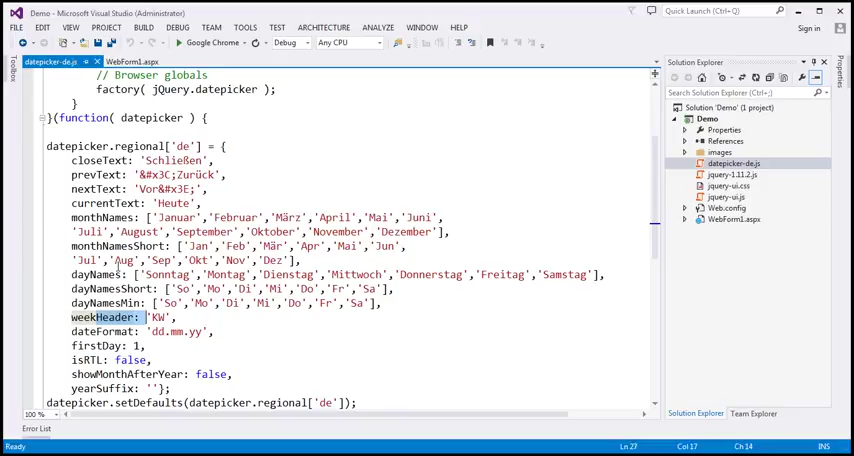 Demo - Microsoft Visual Studio (Administrator)
Quick Launch (Ctrl+Q)
FILE EDIT VIEW PROJECT BUILD DEBUG TEAM TOOLS TEST ARCHITECTURE ANALYZE WINDOW HELP
Sign in
Google Chrome Debug Any CPU
Toolbox
datepicker-de.js WebForm1.aspx
// Browser globals
factory( jQuery.datepicker );
}
}(function( datepicker ) {
datepicker.regional['de'] = {
closeText: 'Schließen',
prevText: '&#x3C;Zurück',
nextText: 'Vor&#x3E;',
currentText: 'Heute',
monthNames: ['Januar','Februar','März','April','Mai','Juni',
'Juli','August','September','Oktober','November','Dezember'],
monthNamesShort: ['Jan','Feb','Mär','Apr','Mai','Jun',
'Jul','Aug','Sep','Okt','Nov','Dez'],
dayNames: ['Sonntag','Montag','Dienstag','Mittwoch','Donnerstag','Freitag','Samstag'],
dayNamesShort: ['So','Mo','Di','Mi','Do','Fr','Sa'],
dayNamesMin: ['So','Mo','Di','Mi','Do','Fr','Sa'],
weekHeader: 'KW',
dateFormat: 'dd.mm.yy',
firstDay: 1,
isRTL: false,
showMonthAfterYear: false,
yearSuffix: ''};
datepicker.setDefaults(datepicker.regional['de']);
100 %
Solution Explorer
Search Solution Explorer (Ctrl+;)
Solution 'Demo' (1 project)
Demo
Properties
References
images
datepicker-de.js
jquery-1.11.2.js
jquery-ui.css
jquery-ui.js
Web.config
WebForm1.aspx
Solution Explorer Team Explorer
Properties
Error List
Ready
Ln 27 Col 17 Ch 14 INS